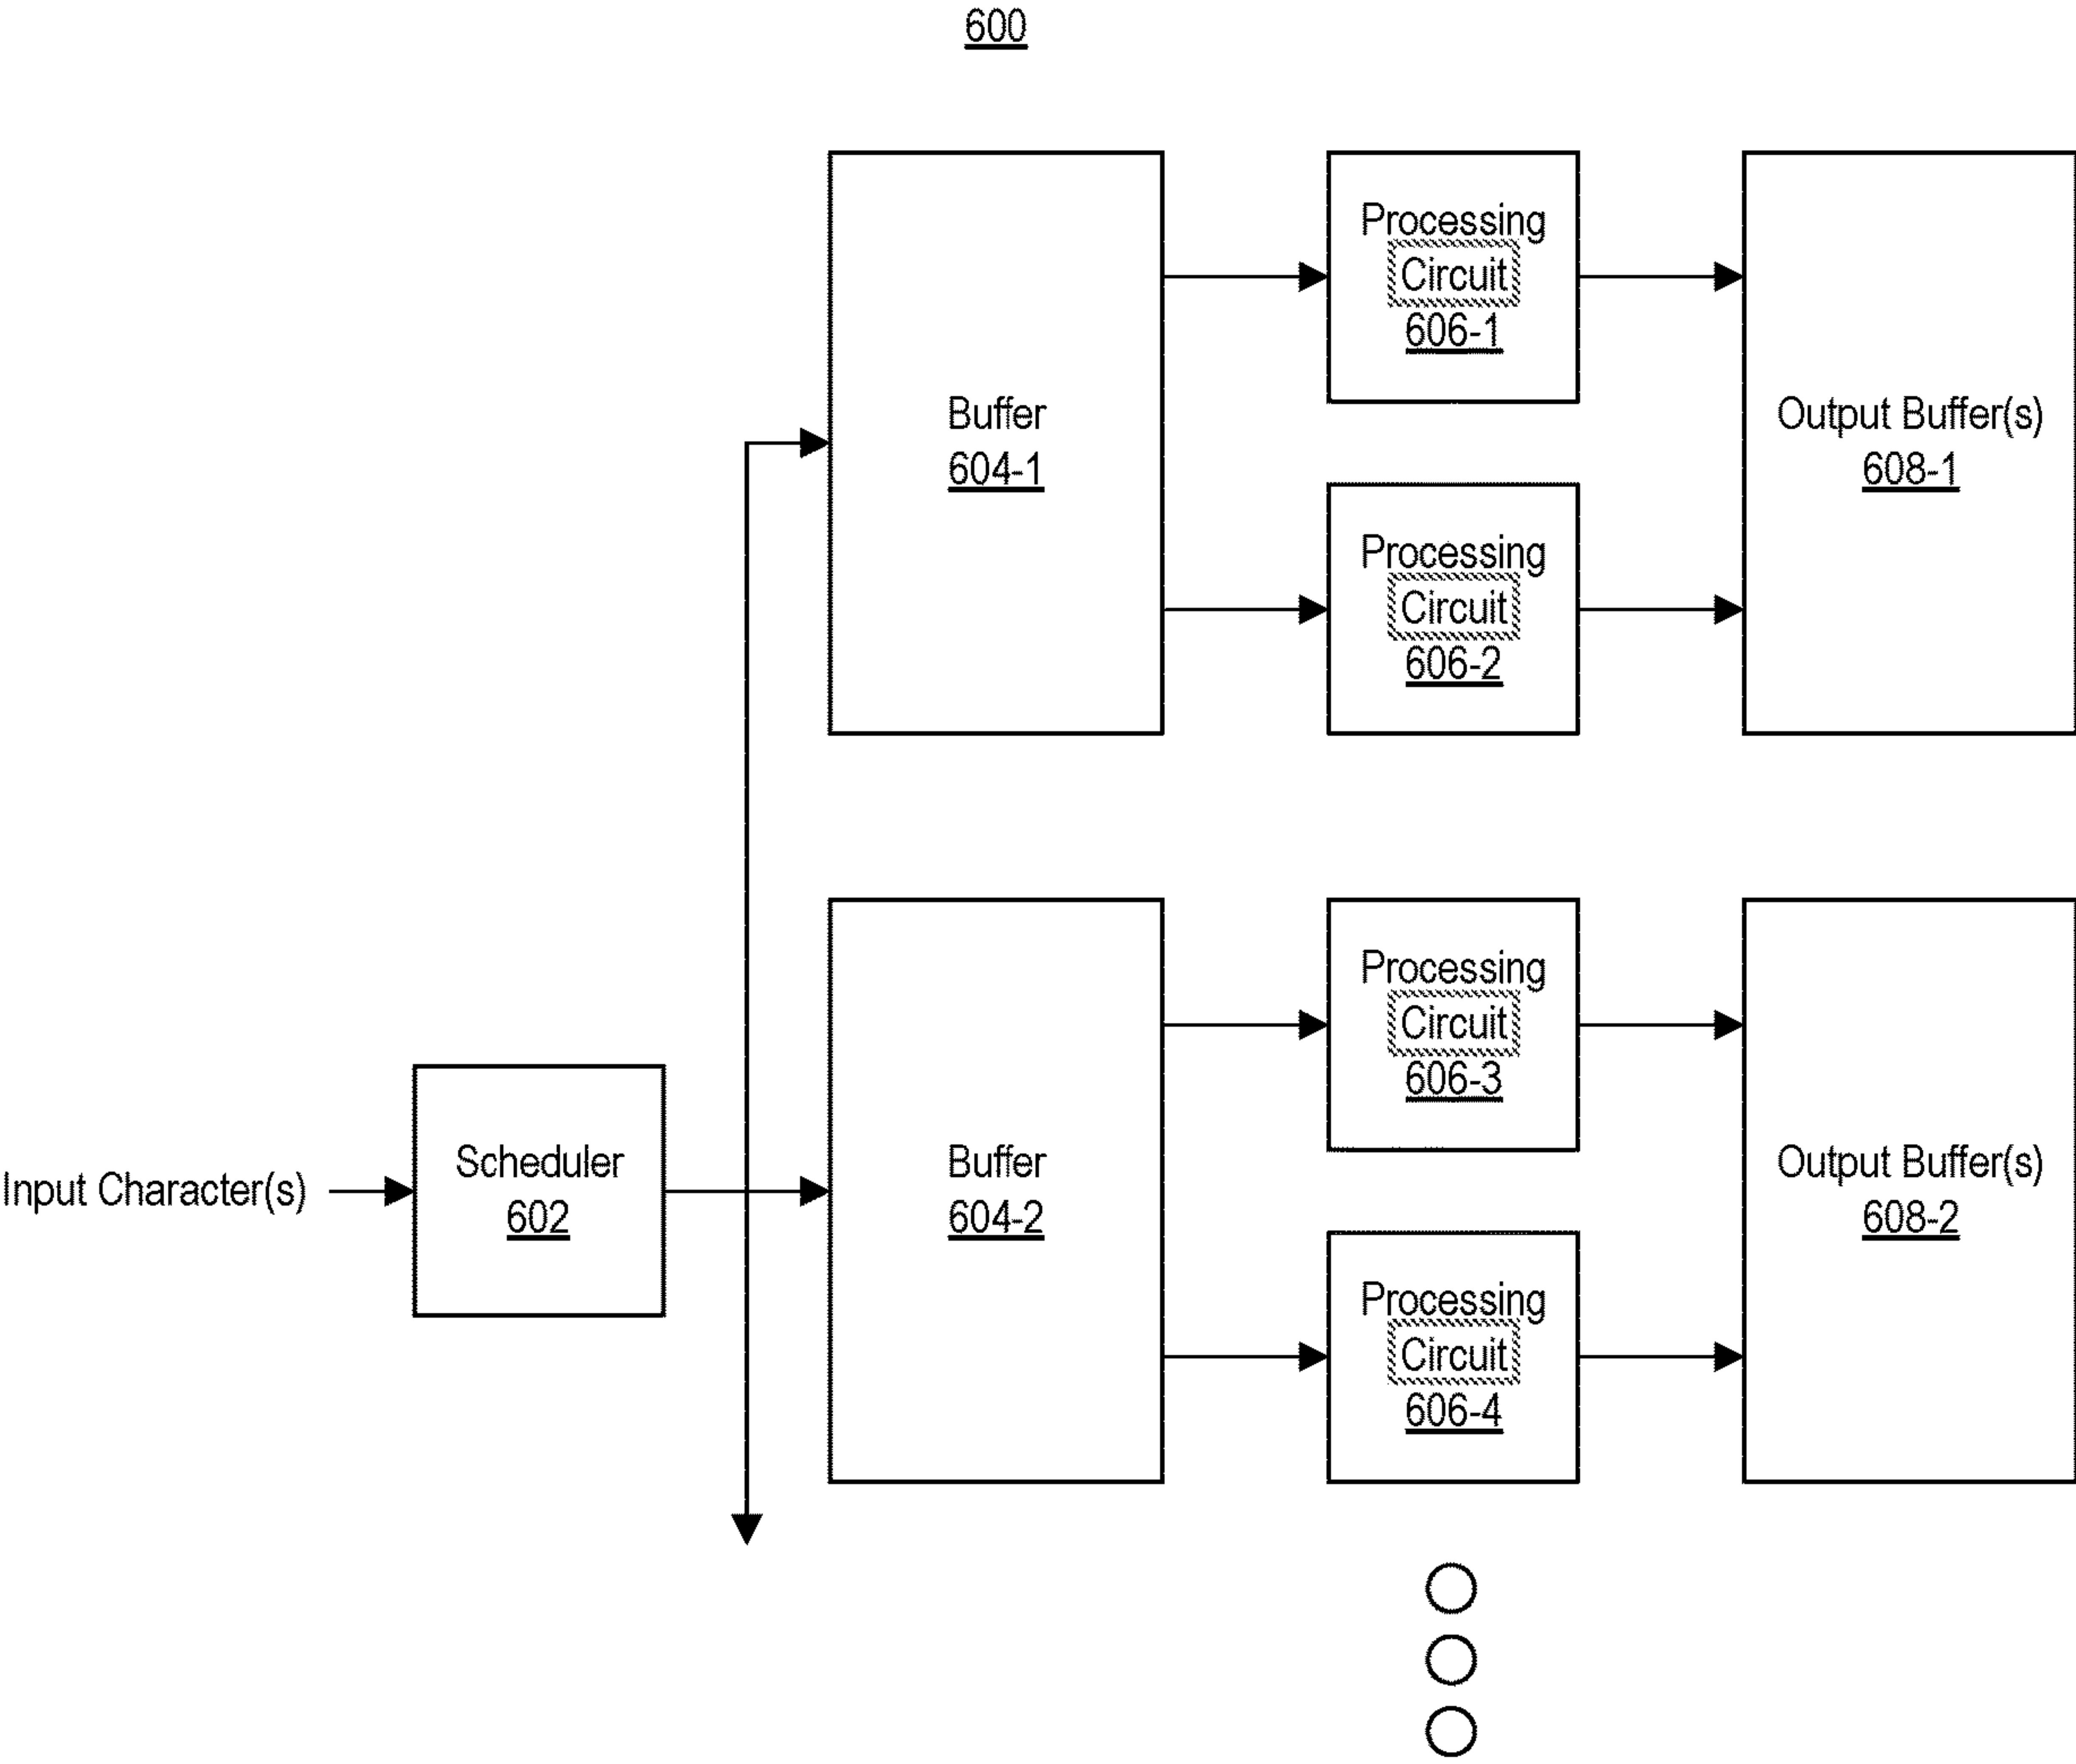 600
Processing
Circuit
606-1
Buffer
604-1
Output Buffer(s)
608-1
Processing
Circuit
606-2
Processing
Circuit
606-3
Input Character(s)
Scheduler
602
Buffer
604-2
Output Buffer(s)
608-2
Processing
Circuit
606-4